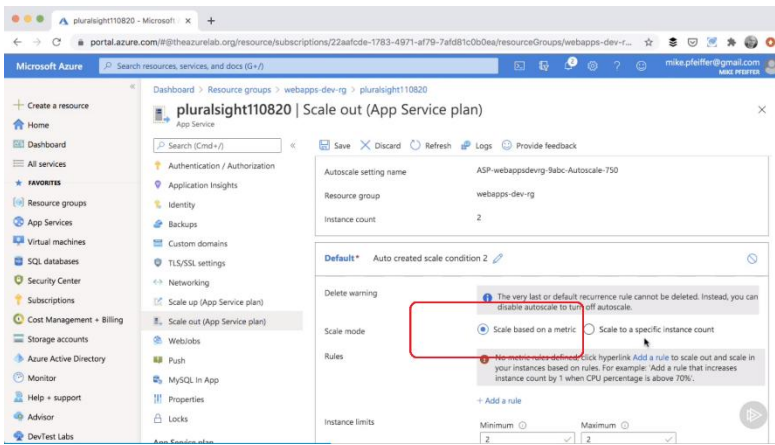 pluralsight110820 - Microsoft
portal.azure.com/#@theazurelab.org/resource/subscriptions/22aafcde-1783-4971-af79-7afd81c0b0ea/resourceGroups/webapps-dev-r...
Microsoft Azure
Search resources, services, and docs (G+/)
mike.pfeiffer@gmail.com
MIKE PFEIFFER
Create a resource
Home
Dashboard
All services
FAVORITES
Resource groups
App Services
Virtual machines
SQL databases
Security Center
Subscriptions
Cost Management + Billing
Storage accounts
Azure Active Directory
Monitor
Help + support
Advisor
DevTest Labs
Dashboard > Resource groups > webapps-dev-rg > pluralsight110820
pluralsight110820 | Scale out (App Service plan)
App Service
Search (Cmd+/)
Authentication / Authorization
Application Insights
Identity
Backups
Custom domains
TLS/SSL settings
Networking
Scale up (App Service plan)
Scale out (App Service plan)
WebJobs
Push
MySQL In App
Properties
Locks
App Service plan
Save Discard Refresh Logs Provide feedback
Autoscale setting name ASP-webappsdevrg-9abc-Autoscale-750
Resource group webapps-dev-rg
Instance count 2
Default* Auto created scale condition 2
Delete warning
The very last or default recurrence rule cannot be deleted. Instead, you can
disable autoscale to turn off autoscale.
Scale mode Scale based on a metric Scale to a specific instance count
Rules
No metric rules defined; click hyperlink Add a rule to scale out and scale in
your instances based on rules. For example: 'Add a rule that increases
instance count by 1 when CPU percentage is above 70%'.
+ Add a rule
Instance limits Minimum Maximum
2 2